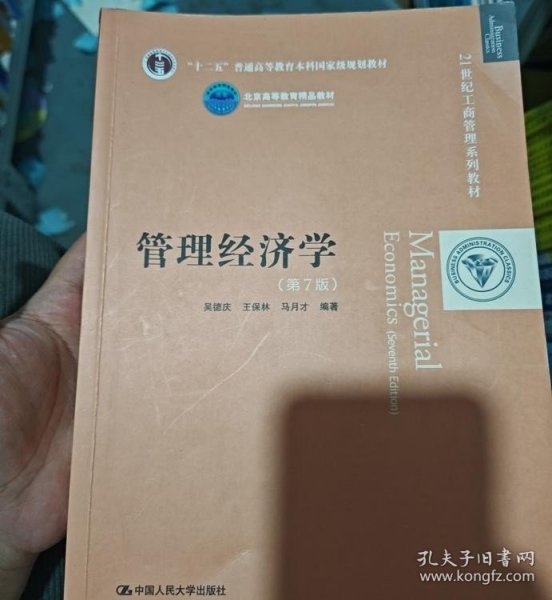 Business
Administration
Classics
21世纪工商管理系列教材
"十二五"普通高等教育本科国家级规划教材
北京高等教育精品教材
管理经济学
(第7版)
吴德庆 王保林 马月才 编著
Managerial
Economics (Seventh Edition)
BUSINESS ADMINISTRATION CLASSICS
中国人民大学出版社
孔夫子旧书网
www.kongfz.com